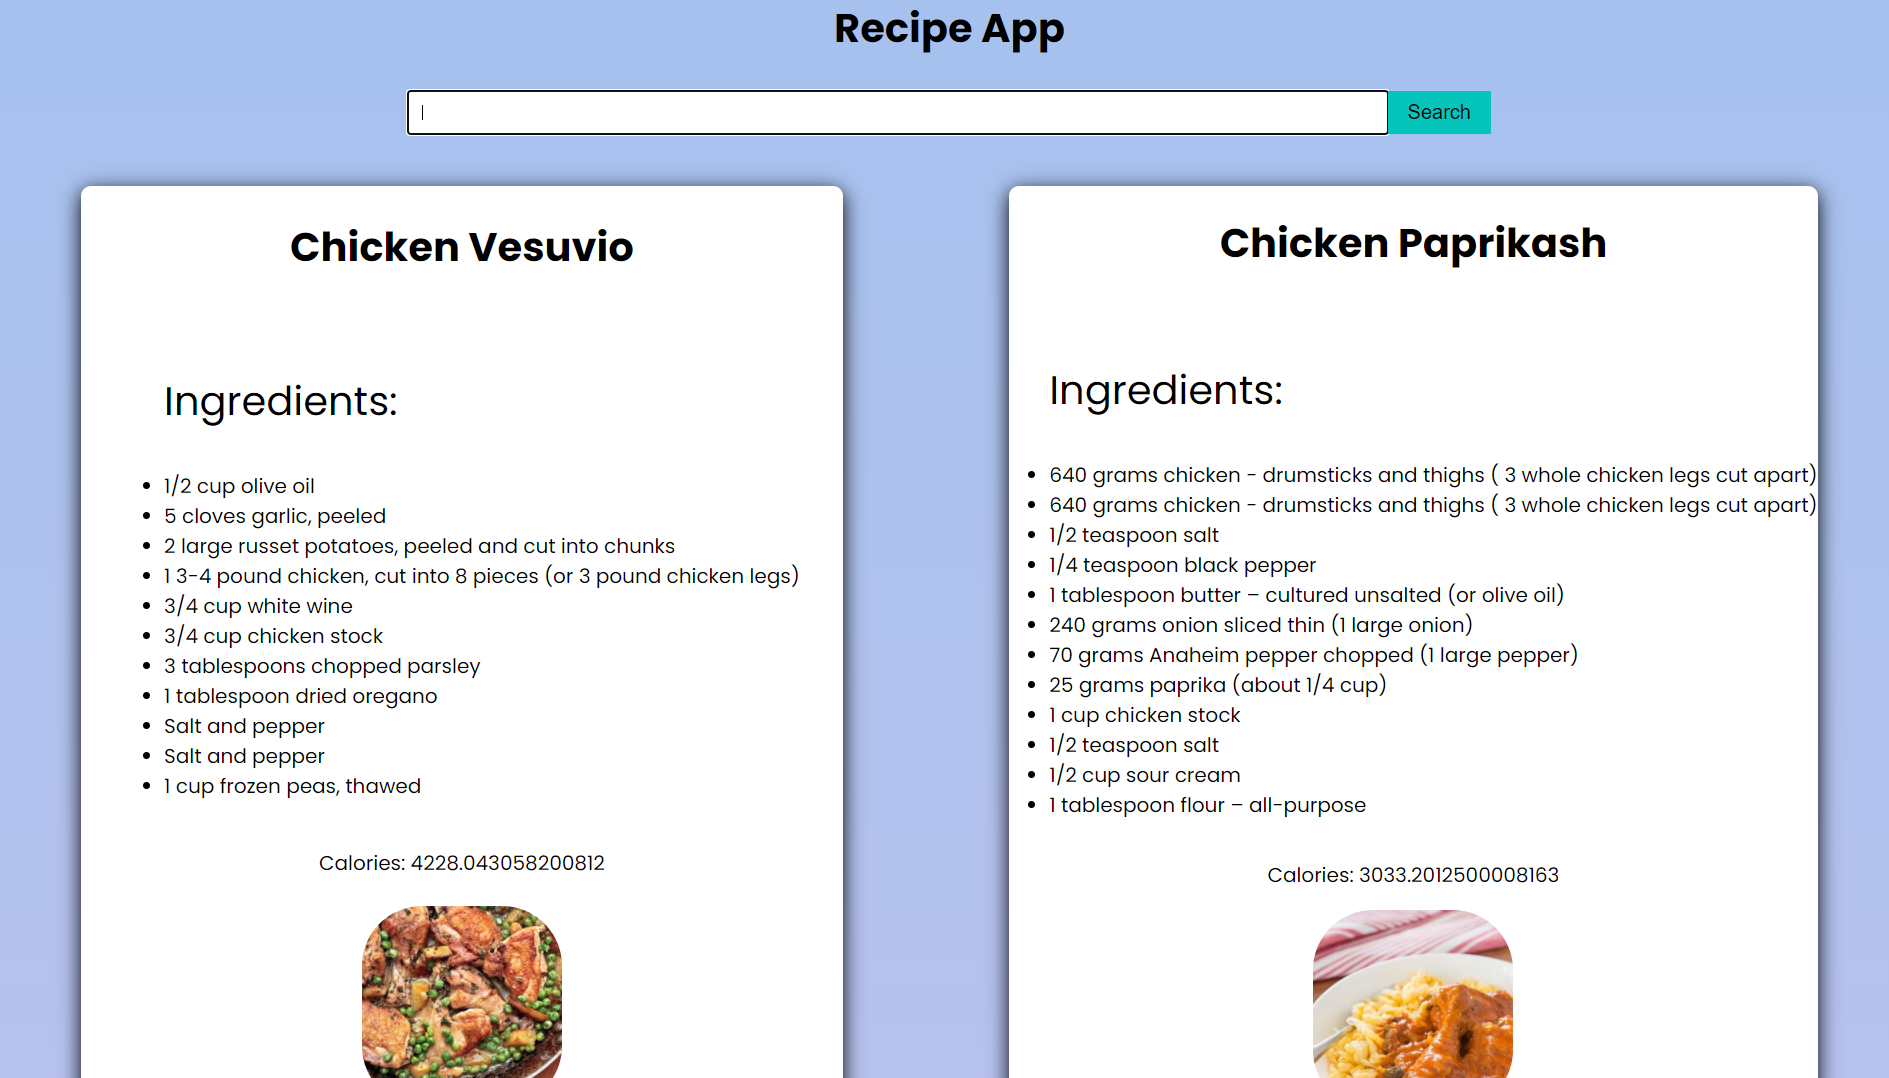 Recipe App
Search
Chicken Vesuvio
Ingredients:
1/2 cup olive oil
5 cloves garlic, peeled
2 large russet potatoes, peeled and cut into chunks
1 3-4 pound chicken, cut into 8 pieces (or 3 pound chicken legs)
3/4 cup white wine
3/4 cup chicken stock
3 tablespoons chopped parsley
1 tablespoon dried oregano
Salt and pepper
Salt and pepper
1 cup frozen peas, thawed
Calories: 4228.043058200812
Chicken Paprikash
Ingredients:
640 grams chicken - drumsticks and thighs ( 3 whole chicken legs cut apart)
640 grams chicken - drumsticks and thighs ( 3 whole chicken legs cut apart)
1/2 teaspoon salt
1/4 teaspoon black pepper
1 tablespoon butter – cultured unsalted (or olive oil)
240 grams onion sliced thin (1 large onion)
70 grams Anaheim pepper chopped (1 large pepper)
25 grams paprika (about 1/4 cup)
1 cup chicken stock
1/2 teaspoon salt
1/2 cup sour cream
1 tablespoon flour – all-purpose
Calories: 3033.2012500008163